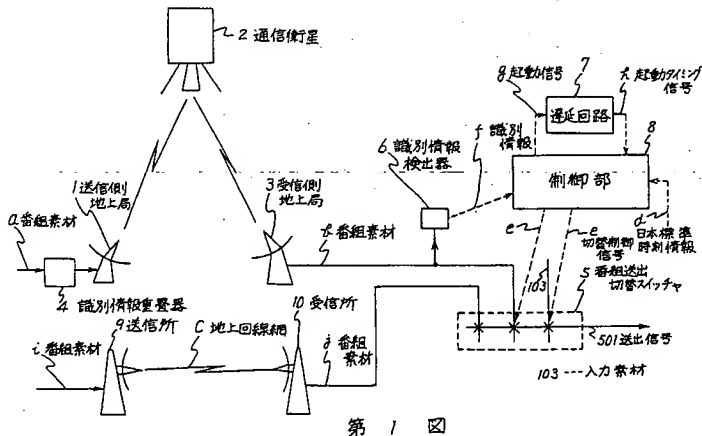 2 通信衛星
g 起動信号
7
h 起動タイミング
信号
遅延回路
f 識別
情報
8
6 識別情報
検出器
制御部
1 送信側
地上局
3 受信側
地上局
a 番組素材
b 番組素材
e
e
切替制御
信号
d
日本標準
時刻情報
103
5 番組送出
切替スイッチャ
4 識別情報重畳器
9 送信所
C 地上回線網
10 受信所
i 番組素材
j 番組
素材
501 送出信号
103 --- 入力素材
第 1 図